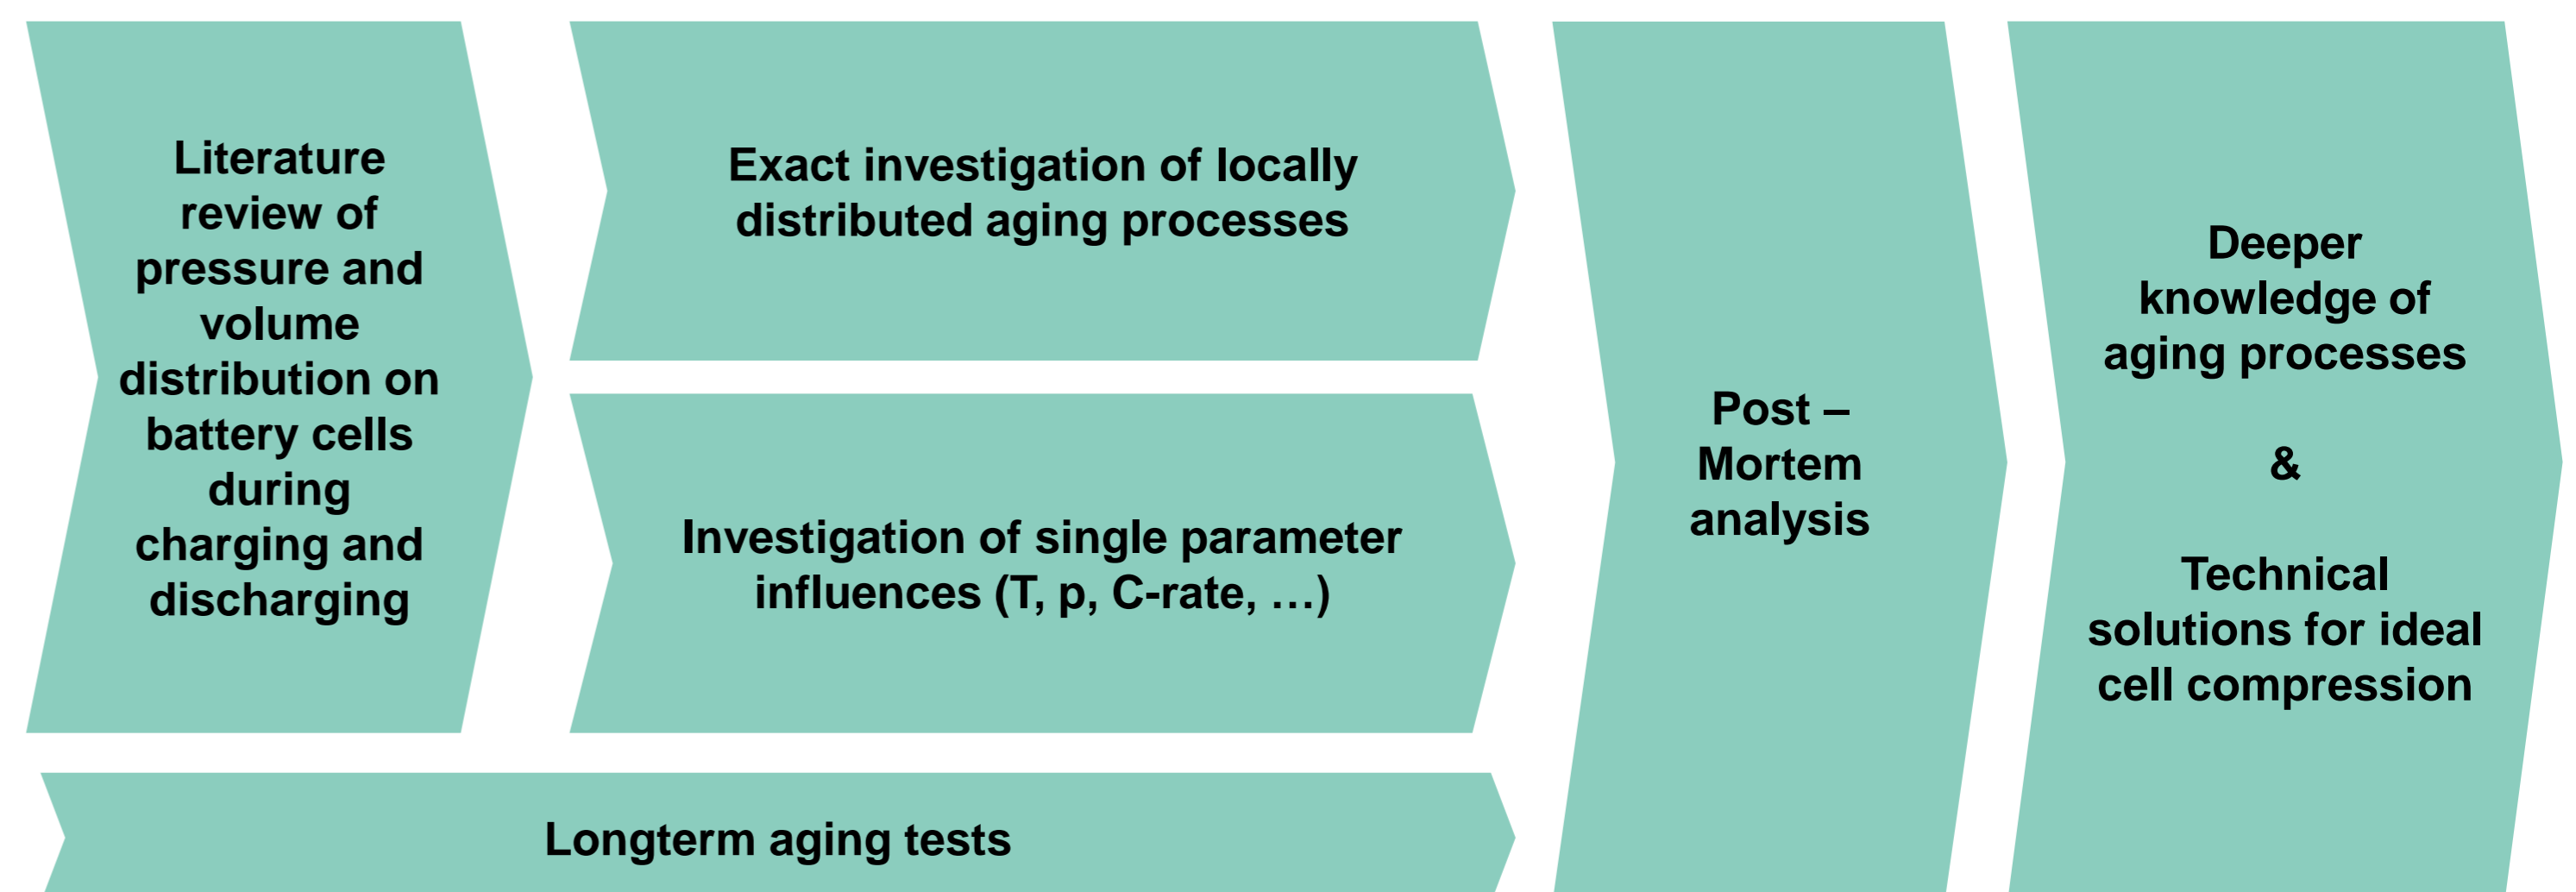 Literature
review of
pressure and
volume
distribution on
battery cells
during
charging and
discharging
Exact investigation of locally
distributed aging processes
Investigation of single parameter
influences (T, p, C-rate, …)
Longterm aging tests
Post –
Mortem
analysis
Deeper
knowledge of
aging processes
&
Technical
solutions for ideal
cell compression